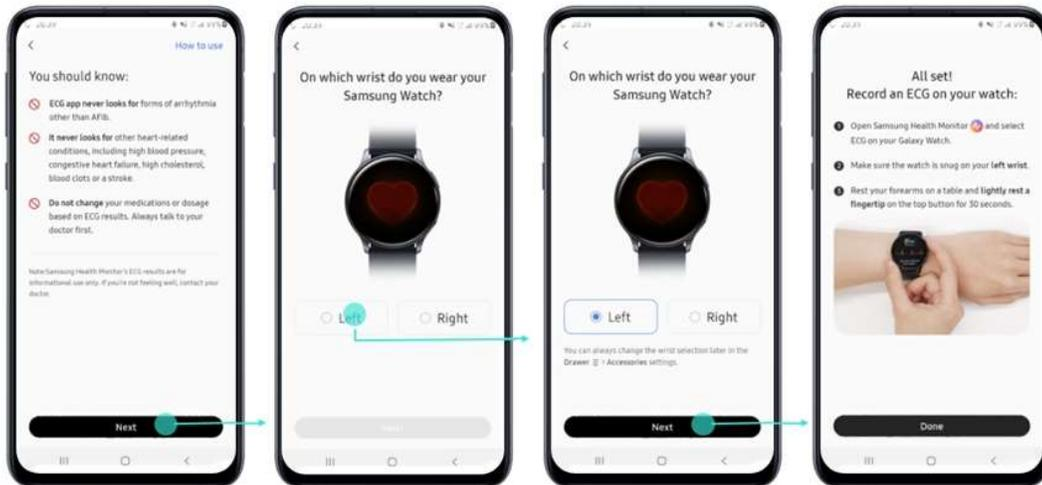 How to use
You should know:
ECG app never looks for forms of arrhythmia
other than AFib.
It never looks for other heart-related
conditions, including high blood pressure,
congestive heart failure, high cholesterol,
blood clots or a stroke.
Do not change your medications or dosage
based on ECG results. Always talk to your
doctor first.
Note:Samsung Health Monitor's ECG results are for
informational use only. If you're not feeling well, contact your
doctor.
Next
On which wrist do you wear your
Samsung Watch?
Left
Right
Next
On which wrist do you wear your
Samsung Watch?
Left
Right
You can always change the wrist selection later in the
Drawer > Accessories settings.
Next
All set!
Record an ECG on your watch:
1 Open Samsung Health Monitor and select
ECG on your Galaxy Watch.
2 Make sure the watch is snug on your left wrist.
3 Rest your forearms on a table and lightly rest a
fingertip on the top button for 30 seconds.
Done